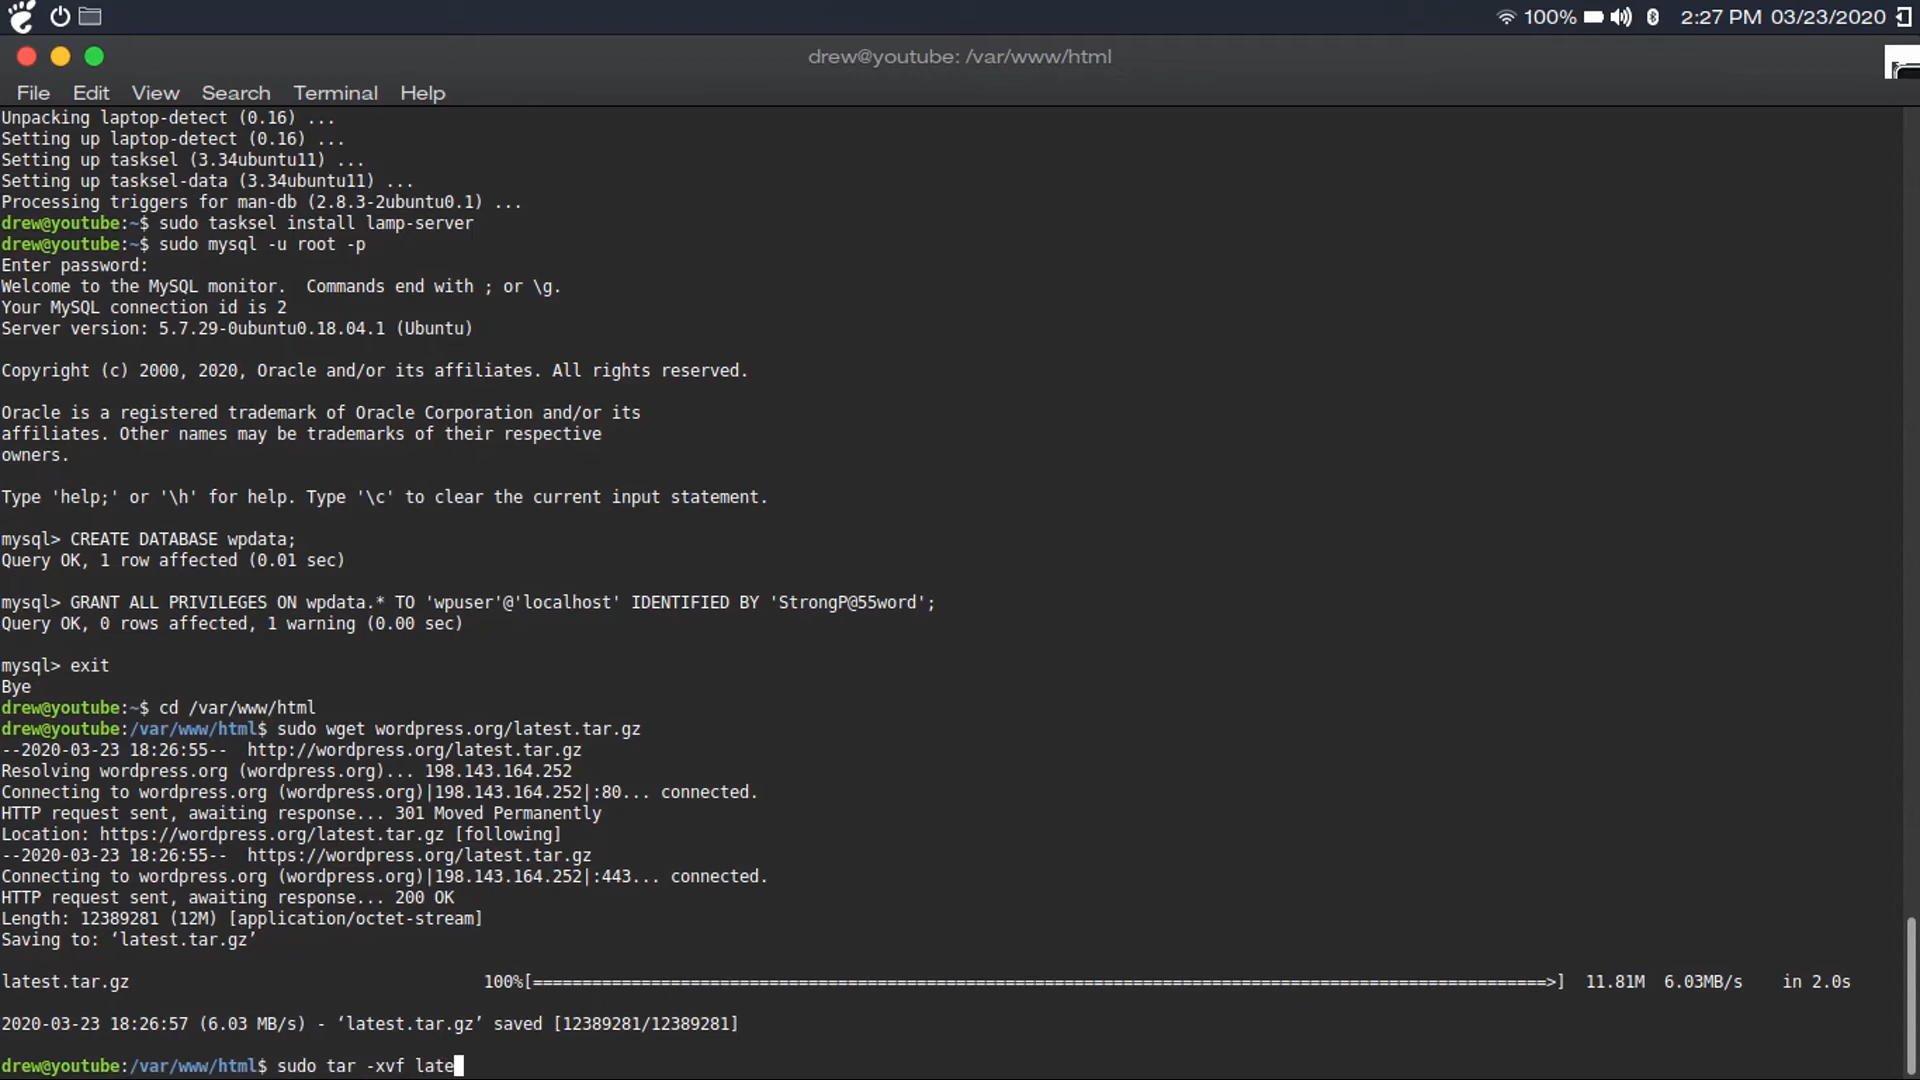 100% 2:27 PM 03/23/2020
drew@youtube: /var/www/html
File Edit View Search Terminal Help
Unpacking laptop-detect (0.16) ...
Setting up laptop-detect (0.16) ...
Setting up tasksel (3.34ubuntu11) ...
Setting up tasksel-data (3.34ubuntu11) ...
Processing triggers for man-db (2.8.3-2ubuntu0.1) ...
drew@youtube:~$ sudo tasksel install lamp-server
drew@youtube:~$ sudo mysql -u root -p
Enter password:
Welcome to the MySQL monitor.  Commands end with ; or \g.
Your MySQL connection id is 2
Server version: 5.7.29-0ubuntu0.18.04.1 (Ubuntu)
Copyright (c) 2000, 2020, Oracle and/or its affiliates. All rights reserved.
Oracle is a registered trademark of Oracle Corporation and/or its
affiliates. Other names may be trademarks of their respective
owners.
Type 'help;' or '\h' for help. Type '\c' to clear the current input statement.
mysql> CREATE DATABASE wpdata;
Query OK, 1 row affected (0.01 sec)
mysql> GRANT ALL PRIVILEGES ON wpdata.* TO 'wpuser'@'localhost' IDENTIFIED BY 'StrongP@55word';
Query OK, 0 rows affected, 1 warning (0.00 sec)
mysql> exit
Bye
drew@youtube:~$ cd /var/www/html
drew@youtube:/var/www/html$ sudo wget wordpress.org/latest.tar.gz
--2020-03-23 18:26:55--  http://wordpress.org/latest.tar.gz
Resolving wordpress.org (wordpress.org)... 198.143.164.252
Connecting to wordpress.org (wordpress.org)|198.143.164.252|:80... connected.
HTTP request sent, awaiting response... 301 Moved Permanently
Location: https://wordpress.org/latest.tar.gz [following]
--2020-03-23 18:26:55--  https://wordpress.org/latest.tar.gz
Connecting to wordpress.org (wordpress.org)|198.143.164.252|:443... connected.
HTTP request sent, awaiting response... 200 OK
Length: 12389281 (12M) [application/octet-stream]
Saving to: ‘latest.tar.gz’
latest.tar.gz 100%[=======================================================================================================>] 11.81M 6.03MB/s in 2.0s
2020-03-23 18:26:57 (6.03 MB/s) - ‘latest.tar.gz’ saved [12389281/12389281]
drew@youtube:/var/www/html$ sudo tar -xvf late